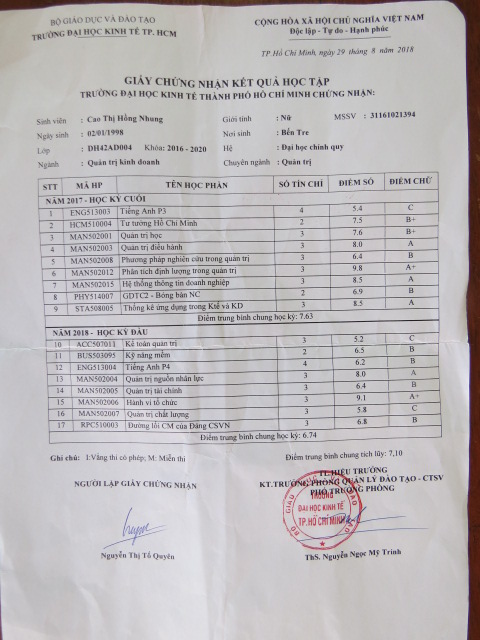 BỘ GIÁO DỤC VÀ ĐÀO TẠO
TRƯỜNG ĐẠI HỌC KINH TẾ TP. HCM
CỘNG HÒA XÃ HỘI CHỦ NGHĨA VIỆT NAM
Độc lập - Tự do - Hạnh phúc
TP.Hồ Chí Minh, ngày 29 tháng 8 năm 2018
GIẤY CHỨNG NHẬN KẾT QUẢ HỌC TẬP
TRƯỜNG ĐẠI HỌC KINH TẾ THÀNH PHỐ HỒ CHÍ MINH CHỨNG NHẬN:
Sinh viên : Cao Thị Hồng Nhung Giới tính : Nữ MSSV : 31161021394
Ngày sinh : 02/01/1998 Nơi sinh : Bến Tre
Lớp : DH42AD004 Khóa: 2016 - 2020 Hệ : Đại học chính quy
Ngành : Quản trị kinh doanh Chuyên ngành : Quản trị
STT MÃ HP TÊN HỌC PHẦN SỐ TÍN CHỈ ĐIỂM SỐ ĐIỂM CHỮ
NĂM 2017 - HỌC KỲ CUỐI
1 ENG513003 Tiếng Anh P3 4 5.4 C
2 HCM510004 Tư tưởng Hồ Chí Minh 2 7.5 B+
3 MAN502001 Quản trị học 3 7.6 B+
4 MAN502003 Quản trị điều hành 3 8.0 A
5 MAN502008 Phương pháp nghiên cứu trong quản trị 3 6.4 B
6 MAN502012 Phân tích định lượng trong quản trị 3 9.8 A+
7 MAN502015 Hệ thống thông tin doanh nghiệp 3 8.5 A
8 PHY514007 GDTC2 - Bóng bàn NC 2 6.9 B
9 STA508005 Thống kê ứng dụng trong Ktế và KD 3 8.5 A
Điểm trung bình chung học kỳ: 7.63
NĂM 2018 - HỌC KỲ ĐẦU
10 ACC507011 Kế toán quản trị 3 5.2 C
11 BUS503095 Kỹ năng mềm 2 6.5 B
12 ENG513004 Tiếng Anh P4 4 6.2 B
13 MAN502004 Quản trị nguồn nhân lực 3 8.0 A
14 MAN502005 Quản trị tài chính 3 6.4 B
15 MAN502006 Hành vi tổ chức 3 9.1 A+
16 MAN502007 Quản trị chất lượng 3 5.8 C
17 RPC510003 Đường lối CM của Đảng CSVN 3 6.8 B
Điểm trung bình chung học kỳ: 6.74
Ghi chú: I:Vắng thi có phép; M: Miễn thi Điểm trung bình chung tích lũy: 7,10
TL.HIỆU TRƯỞNG
KT.TRƯỞNG PHÒNG QUẢN LÝ ĐÀO TẠO - CTSV
PHÓ TRƯỞNG PHÒNG
NGƯỜI LẬP GIẤY CHỨNG NHẬN
TRƯỜNG
ĐẠI HỌC KINH TẾ
TP.HỒ CHÍ MINH
Nguyễn Thị Tố Quyên
ThS. Nguyễn Ngọc Mỹ Trinh